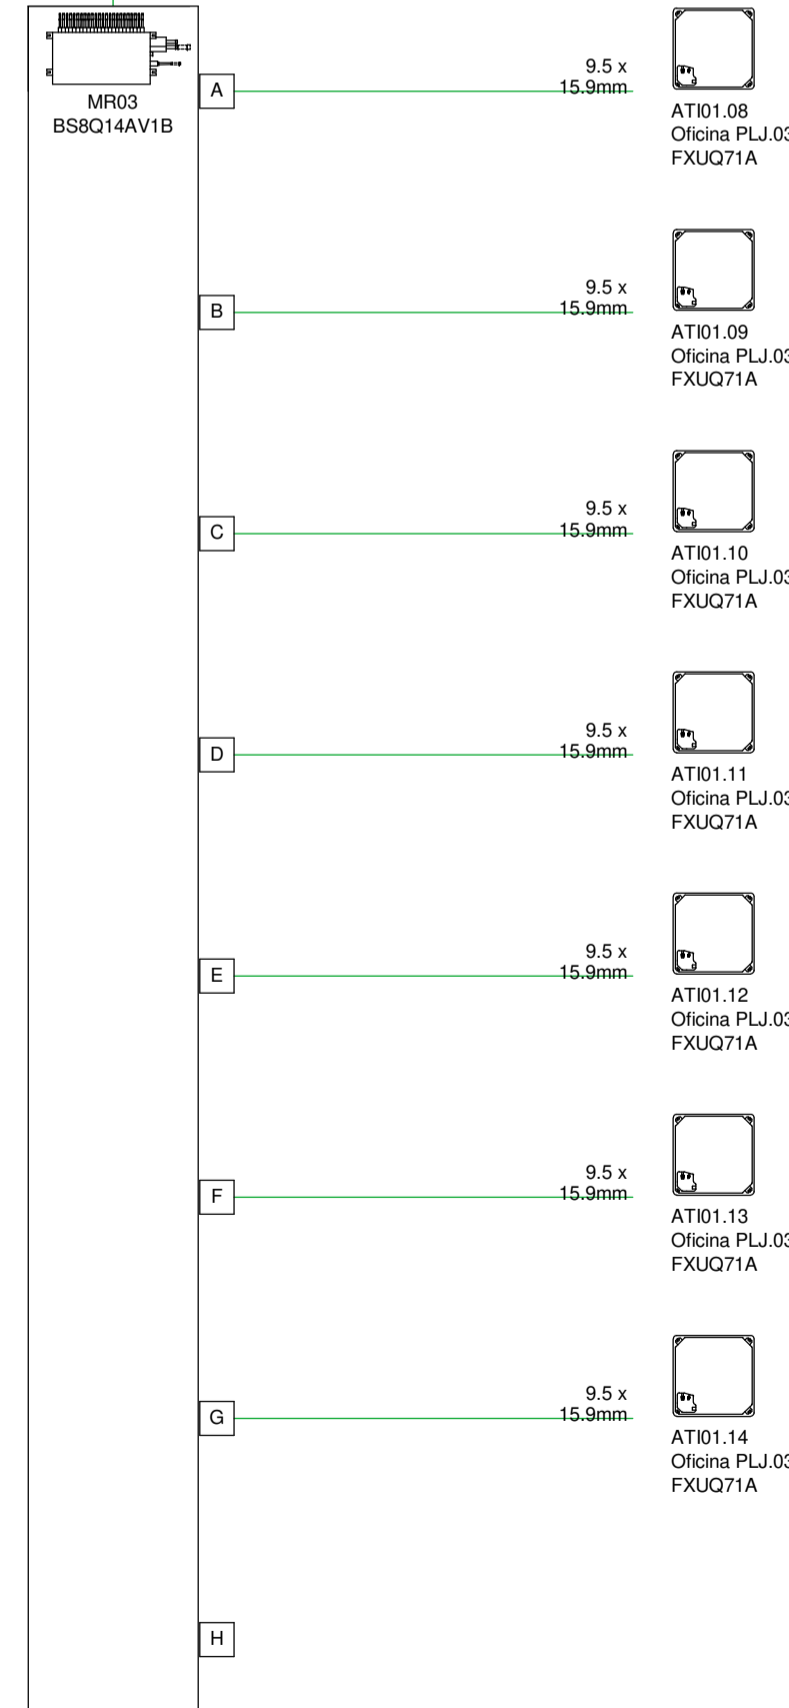 MR03
BS8Q14AV1B
A
9.5 x
15.9mm
ATI01.08
Oficina PLJ.03
FXUQ71A
B
9.5 x
15.9mm
ATI01.09
Oficina PLJ.03
FXUQ71A
C
9.5 x
15.9mm
ATI01.10
Oficina PLJ.03
FXUQ71A
D
9.5 x
15.9mm
ATI01.11
Oficina PLJ.03
FXUQ71A
E
9.5 x
15.9mm
ATI01.12
Oficina PLJ.03
FXUQ71A
F
9.5 x
15.9mm
ATI01.13
Oficina PLJ.03
FXUQ71A
G
9.5 x
15.9mm
ATI01.14
Oficina PLJ.03
FXUQ71A
H